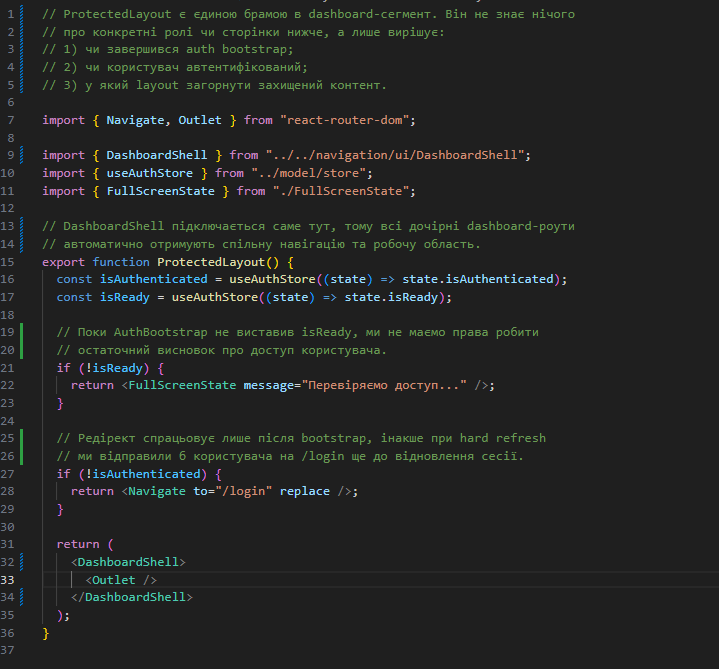 1 // ProtectedLayout є єдиною брамою в dashboard-сегмент. Він не знає нічого
2 // про конкретні ролі чи сторінки нижче, а лише вирішує:
3 // 1) чи завершився auth bootstrap;
4 // 2) чи користувач автентифікований;
5 // 3) у який layout загорнути захищений контент.
6
7 import { Navigate, Outlet } from "react-router-dom";
8
9 import { DashboardShell } from "../../navigation/ui/DashboardShell";
10 import { useAuthStore } from "../model/store";
11 import { FullScreenState } from "./FullScreenState";
12
13 // DashboardShell підключається саме тут, тому всі дочірні dashboard-роути
14 // автоматично отримують спільну навігацію та робочу область.
15 export function ProtectedLayout() {
16   const isAuthenticated = useAuthStore((state) => state.isAuthenticated);
17   const isReady = useAuthStore((state) => state.isReady);
18
19   // Поки AuthBootstrap не виставив isReady, ми не маємо права робити
20   // остаточний висновок про доступ користувача.
21   if (!isReady) {
22     return <FullScreenState message="Перевіряємо доступ..." />;
23   }
24
25   // Редірект спрацьовує лише після bootstrap, інакше при hard refresh
26   // ми відправили б користувача на /login ще до відновлення сесії.
27   if (!isAuthenticated) {
28     return <Navigate to="/login" replace />;
29   }
30
31   return (
32     <DashboardShell>
33       <Outlet />
34     </DashboardShell>
35   );
36 }
37